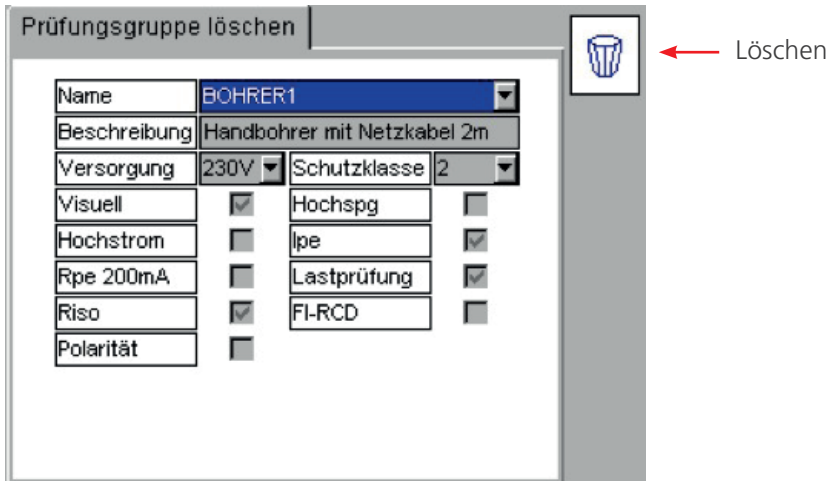 Prüfungsgruppe löschen
Löschen
Name BOHRER1
Beschreibung Handbohrer mit Netzkabel 2m
Versorgung 230V Schutzklasse 2
Visuell Hochspg
Hochstrom Ipe
Rpe 200mA Lastprüfung
Riso FI-RCD
Polarität